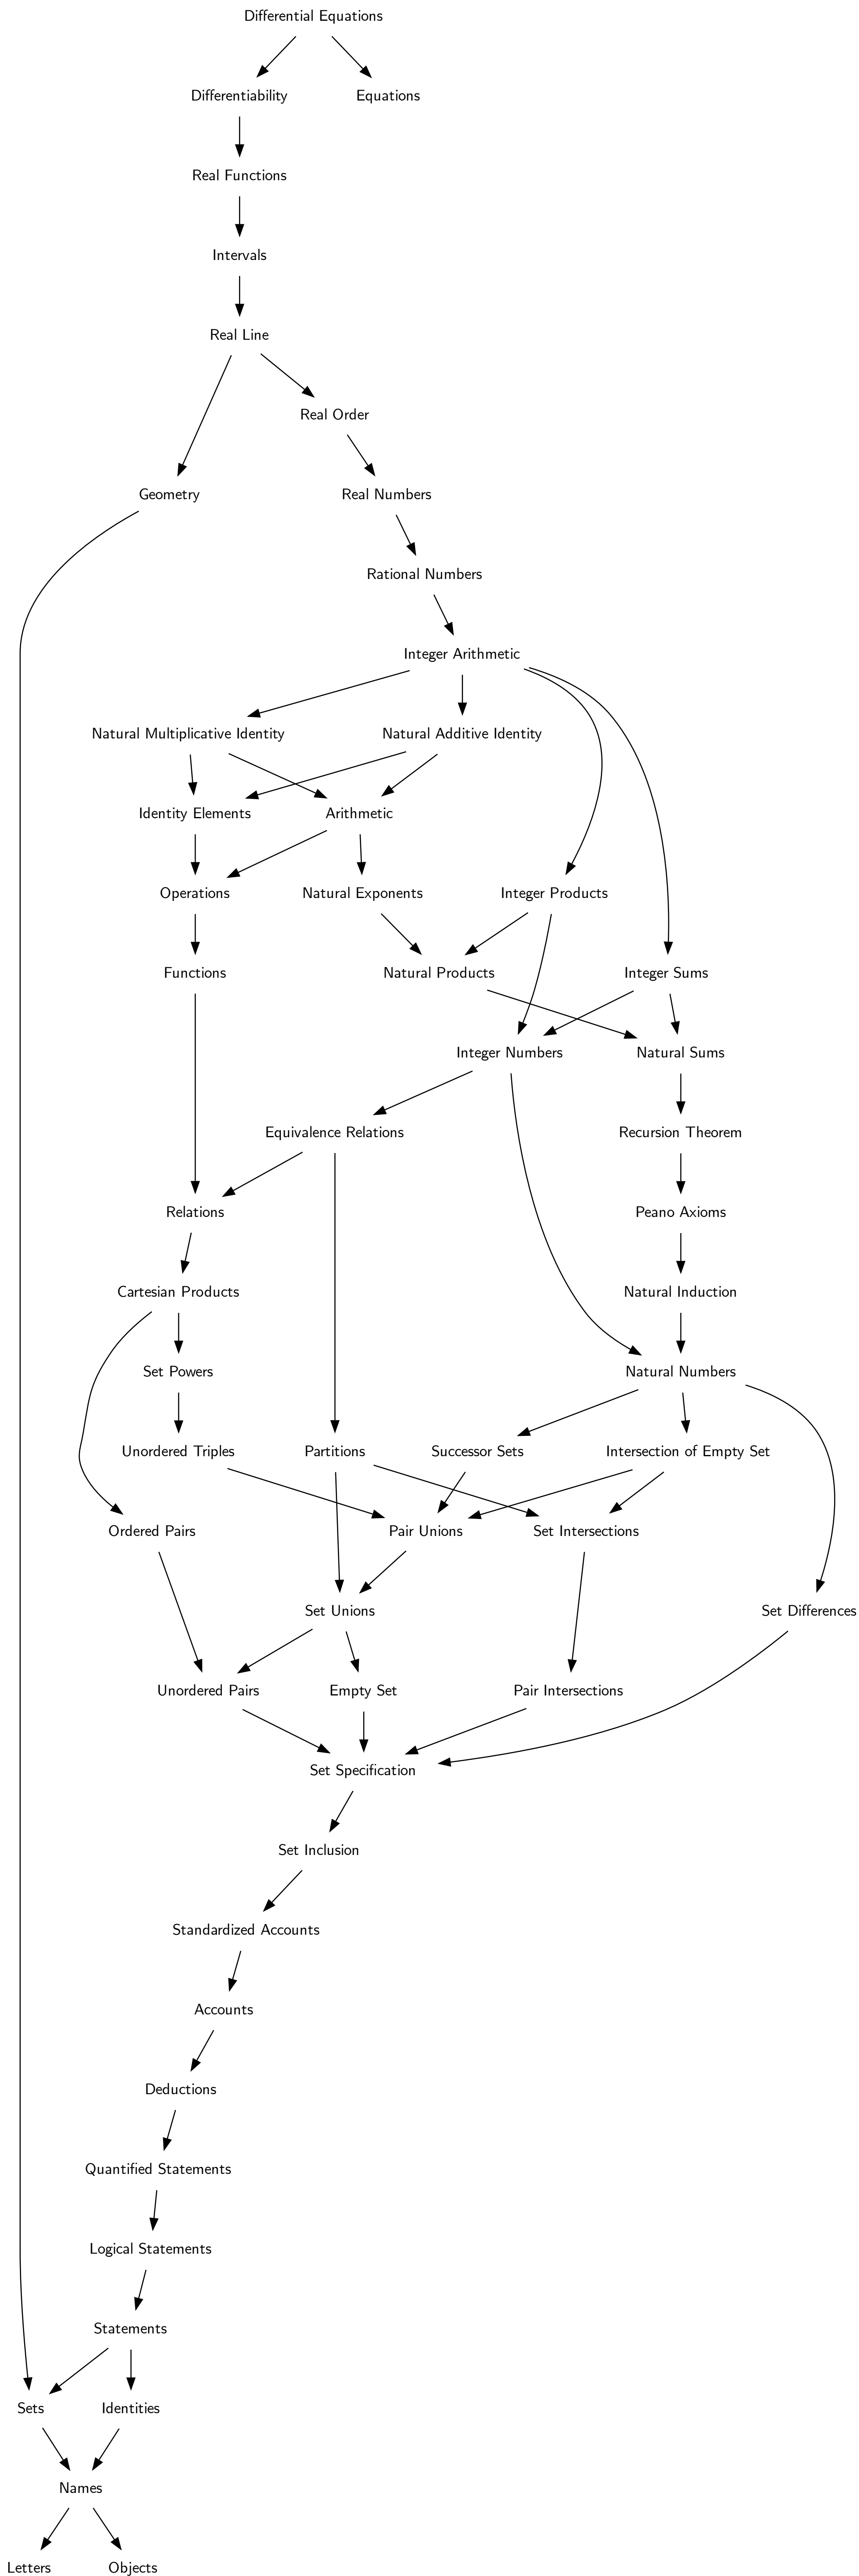 Differential Equations
Differentiability
Equations
Real Functions
Intervals
Real Line
Real Order
Geometry
Real Numbers
Rational Numbers
Integer Arithmetic
Natural Multiplicative Identity
Natural Additive Identity
Identity Elements
Arithmetic
Operations
Natural Exponents
Integer Products
Functions
Natural Products
Integer Sums
Integer Numbers
Natural Sums
Equivalence Relations
Recursion Theorem
Relations
Peano Axioms
Cartesian Products
Natural Induction
Set Powers
Natural Numbers
Unordered Triples
Partitions
Successor Sets
Intersection of Empty Set
Ordered Pairs
Pair Unions
Set Intersections
Set Unions
Set Differences
Unordered Pairs
Empty Set
Pair Intersections
Set Specification
Set Inclusion
Standardized Accounts
Accounts
Deductions
Quantified Statements
Logical Statements
Statements
Sets
Identities
Names
Letters
Objects